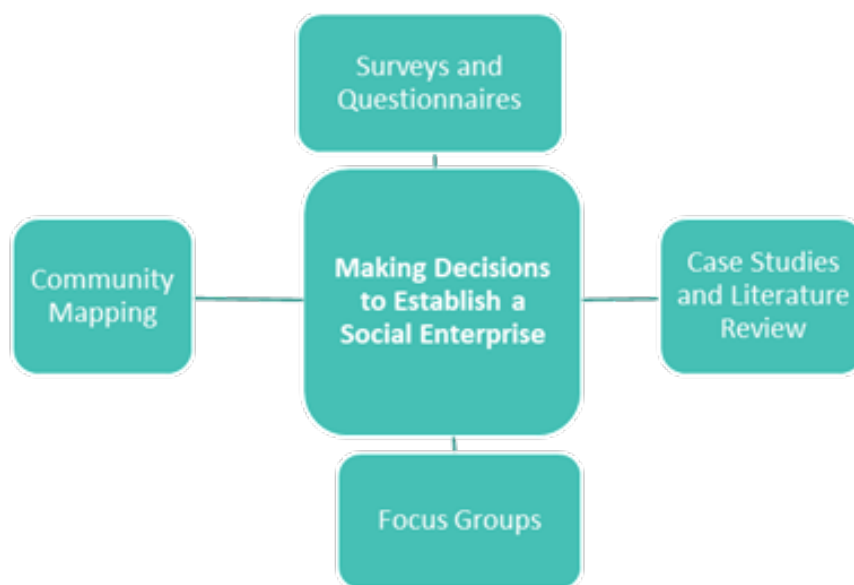 Surveys and
Questionnaires
Community
Mapping
Making Decisions
to Establish a
Social Enterprise
Case Studies
and Literature
Review
Focus Groups